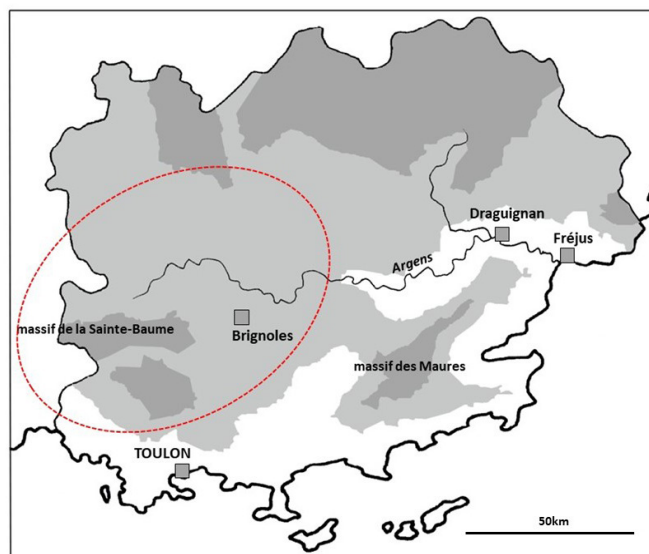 Draguignan
Fréjus
Argens
massif de la Sainte-Baume
Brignoles
massif des Maures
TOULON
50km